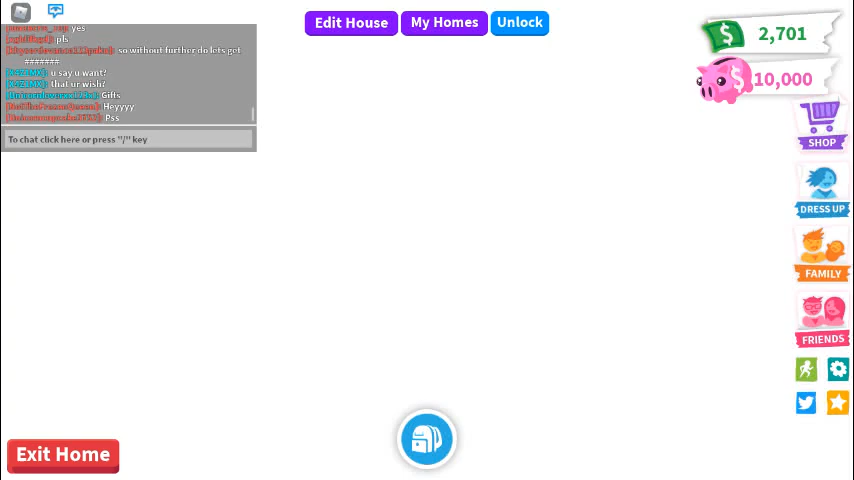 yes
pls
so without further do lets get
#######
u say u want?
that ur wish?
Gifts
Heyyyy
Pss
To chat click here or press "/" key
Edit House
My Homes
Unlock
2,701
10,000
SHOP
DRESS UP
FAMILY
FRIENDS
Exit Home